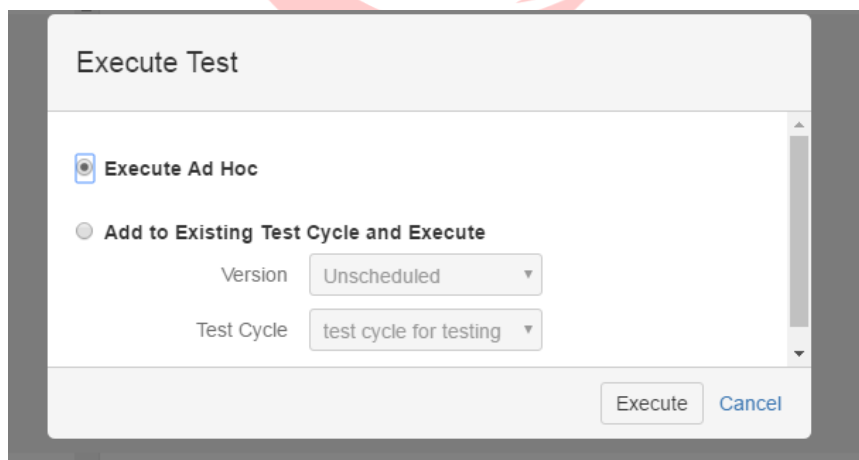 Execute Test
Execute Ad Hoc
Add to Existing Test Cycle and Execute
Version Unscheduled
Test Cycle test cycle for testing
Execute Cancel